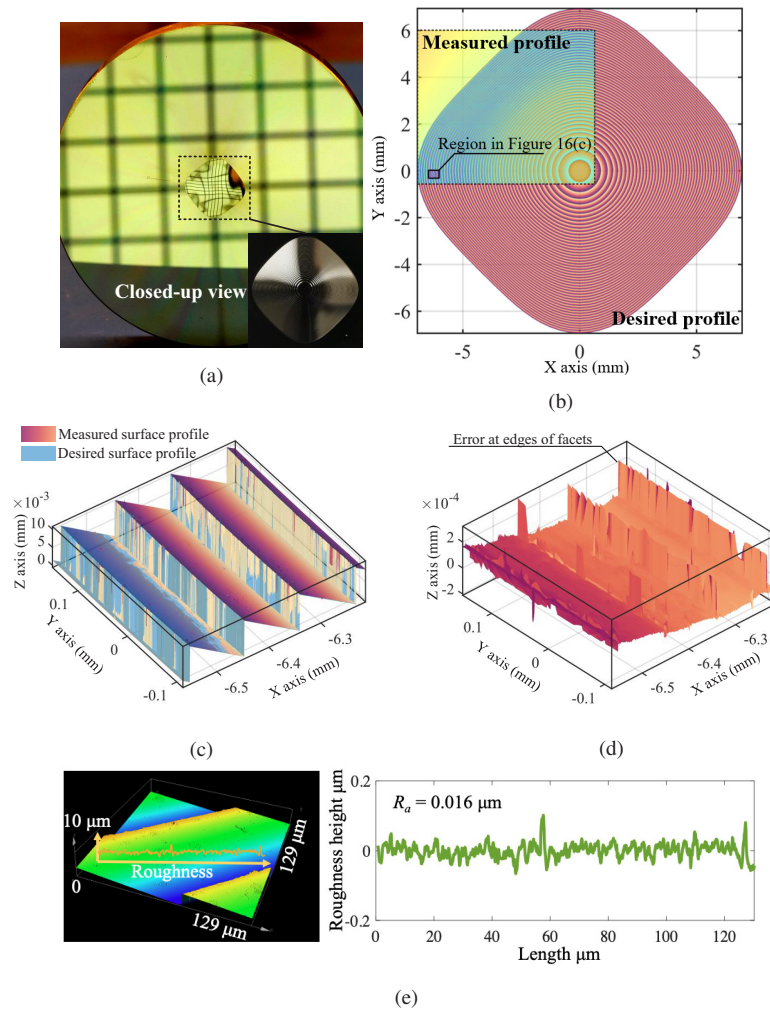 Closed-up view
(a)
Measured profile
Region in Figure 16(c)
Desired profile
Y axis (mm)
6
4
2
0
-2
-4
-6
-5
0
5
X axis (mm)
(b)
Measured surface profile
Desired surface profile
×10⁻³
Z axis (mm)
10
5
0
0.1
0
-0.1
Y axis (mm)
-6.5
-6.4
-6.3
X axis (mm)
(c)
Error at edges of facets
×10⁻⁴
Z axis (mm)
2
0
-2
0.1
0
-0.1
Y axis (mm)
-6.5
-6.4
-6.3
X axis (mm)
(d)
10 μm
0
Roughness
129 μm
129 μm
Roughness height μm
0.2
0
-0.2
Rₐ = 0.016 μm
0
20
40
60
80
100
120
Length μm
(e)